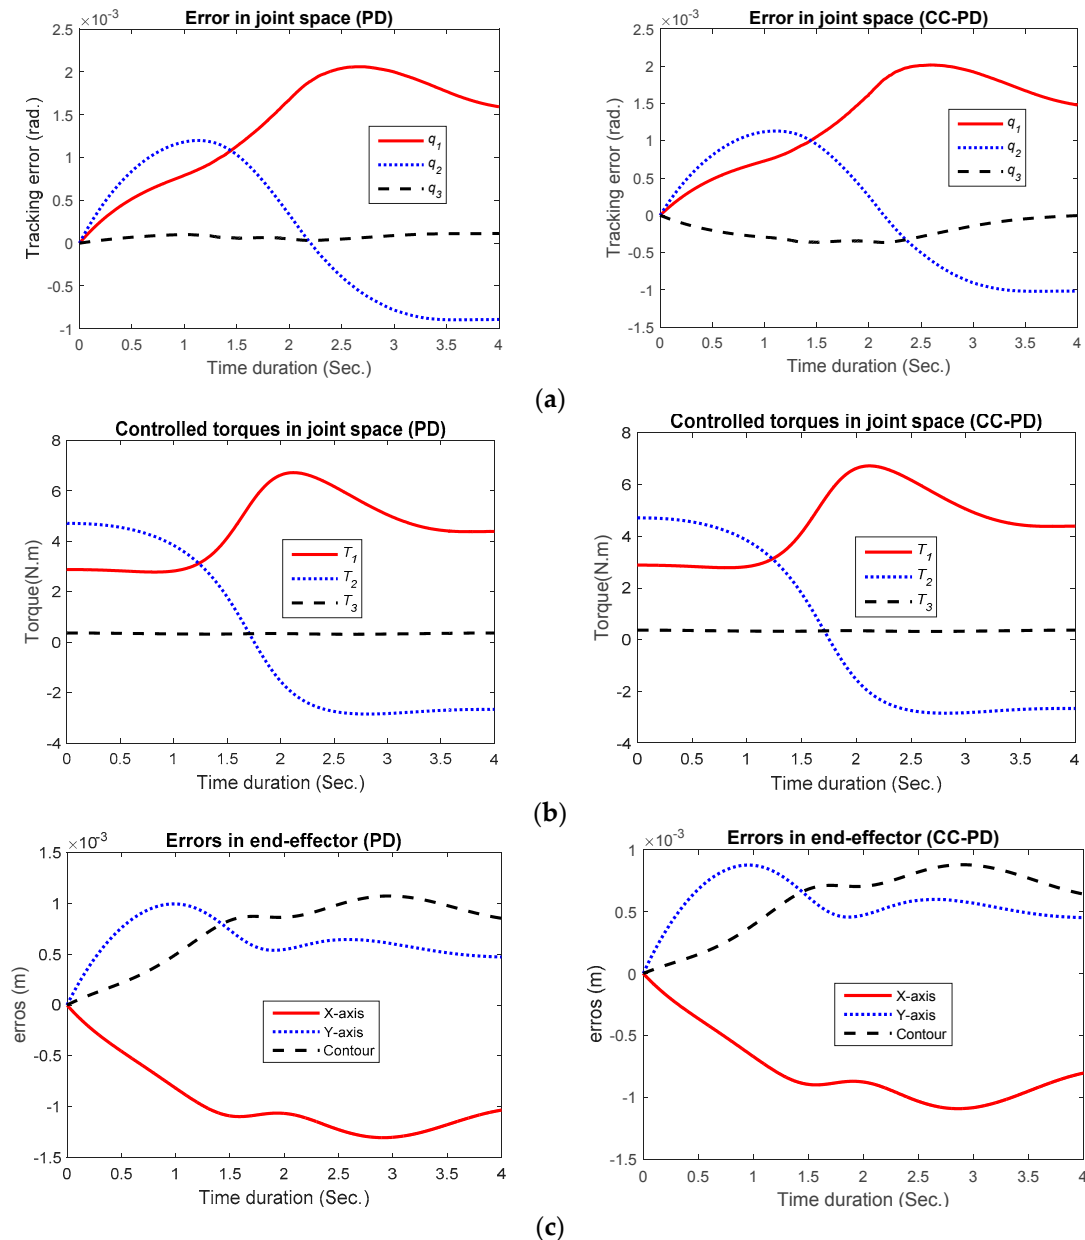 Error in joint space (PD)
×10-3
2.5
2
1.5
1
0.5
0
-0.5
-1
Tracking error (rad.)
q1
q2
q3
0 0.5 1 1.5 2 2.5 3 3.5 4
Time duration (Sec.)
Error in joint space (CC-PD)
×10-3
2.5
2
1.5
1
0.5
0
-0.5
-1
-1.5
Tracking error (rad.)
q1
q2
q3
0 0.5 1 1.5 2 2.5 3 3.5 4
Time duration (Sec.)
(a)
Controlled torques in joint space (PD)
8
6
4
2
0
-2
-4
Torque(N.m)
T1
T2
T3
0 0.5 1 1.5 2 2.5 3 3.5 4
Time duration (Sec.)
Controlled torques in joint space (CC-PD)
8
6
4
2
0
-2
-4
Torque(N.m)
T1
T2
T3
0 0.5 1 1.5 2 2.5 3 3.5 4
Time duration (Sec.)
(b)
Errors in end-effector (PD)
×10-3
1.5
1
0.5
0
-0.5
-1
-1.5
erros (m)
X-axis
Y-axis
Contour
0 0.5 1 1.5 2 2.5 3 3.5 4
Time duration (Sec.)
Errors in end-effector (CC-PD)
×10-3
1
0.5
0
-0.5
-1
-1.5
erros (m)
X-axis
Y-axis
Contour
0 0.5 1 1.5 2 2.5 3 3.5 4
Time duration (Sec.)
(c)